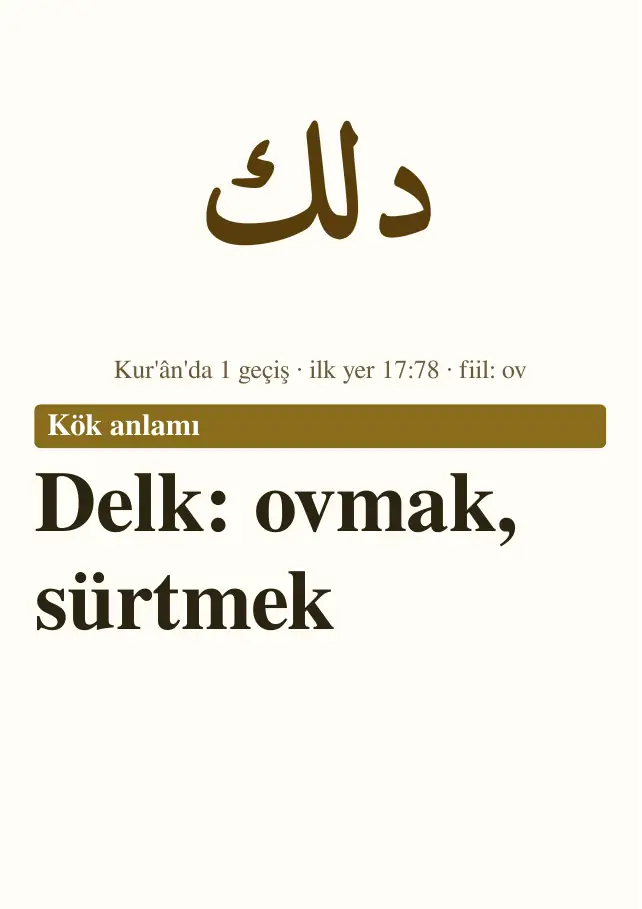 دلك
Kur'ân'da 1 geçiş · ilk yer 17:78 · fiil: ov
Kök anlamı
Delk: ovmak,
sürtmek